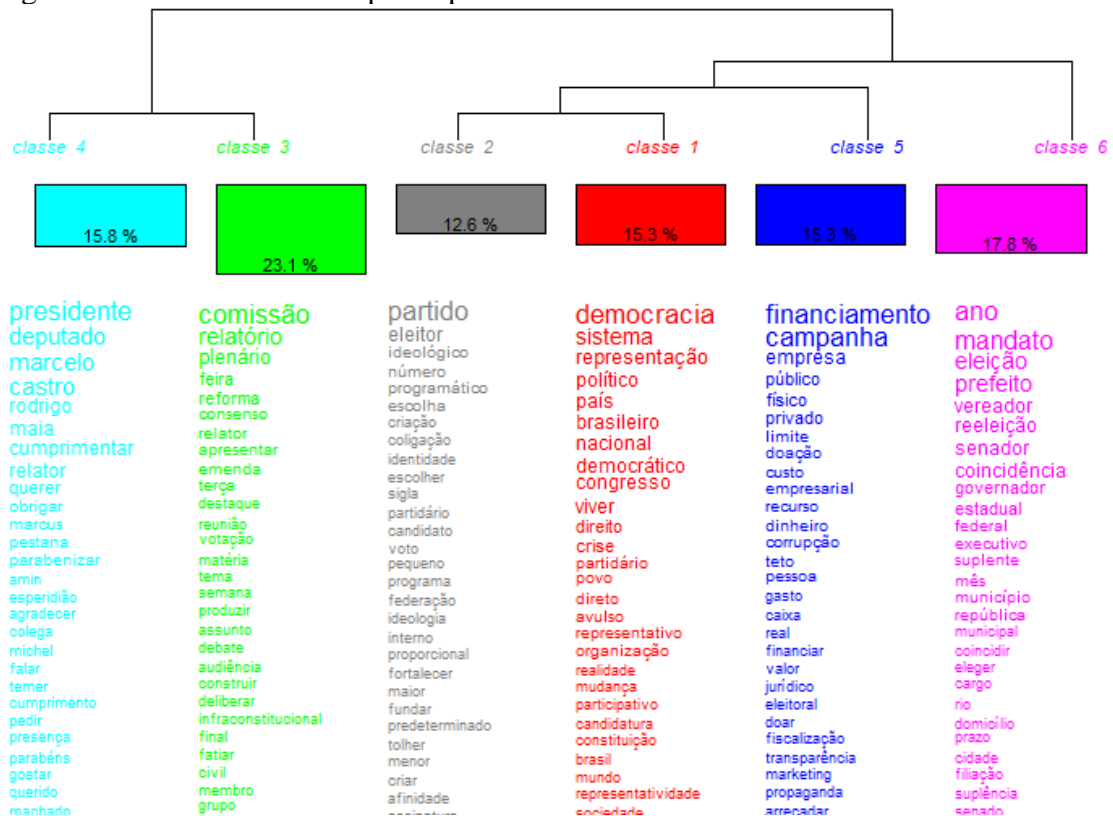 classe 4
classe 3
classe 2
classe 1
classe 5
classe 6
15.8 %
23.1 %
12.6 %
15.3 %
15.3 %
17.8 %
presidente
deputado
marcelo
castro
rodrigo
maia
cumprimentar
relator
querer
obrigar
marcus
pestana
parabenizar
amin
esperidião
agradecer
colega
michel
falar
temer
cumprimento
pedir
presença
parabéns
gostar
querido
machado
comissão
relatório
plenário
feira
reforma
consenso
relator
apresentar
emenda
terça
destaque
reunião
votação
matéria
tema
semana
produzir
assunto
debate
audiência
construir
deliberar
infraconstitucional
final
fatiar
civil
membro
grupo
partido
eleitor
ideológico
número
programático
escolha
criação
coligação
identidade
escolher
sigla
partidário
candidato
voto
pequeno
programa
federação
ideologia
interno
proporcional
fortalecer
maior
fundar
predeterminado
tolher
menor
criar
afinidade
democracia
sistema
representação
político
país
brasileiro
nacional
democrático
congresso
viver
direito
crise
partidário
povo
direto
avulso
representativo
organização
realidade
mudança
participativo
candidatura
constituição
brasil
mundo
representatividade
sociedade
financiamento
campanha
empresa
público
físico
privado
limite
doação
custo
empresarial
recurso
dinheiro
corrupção
teto
pessoa
gasto
caixa
real
financiar
valor
jurídico
eleitoral
doar
fiscalização
transparência
marketing
propaganda
arrecadar
ano
mandato
eleição
prefeito
vereador
reeleição
senador
coincidência
governador
estadual
federal
executivo
suplente
mês
município
república
municipal
coincidir
eleger
cargo
rio
domicílio
prazo
cidade
filiação
suplência
senado